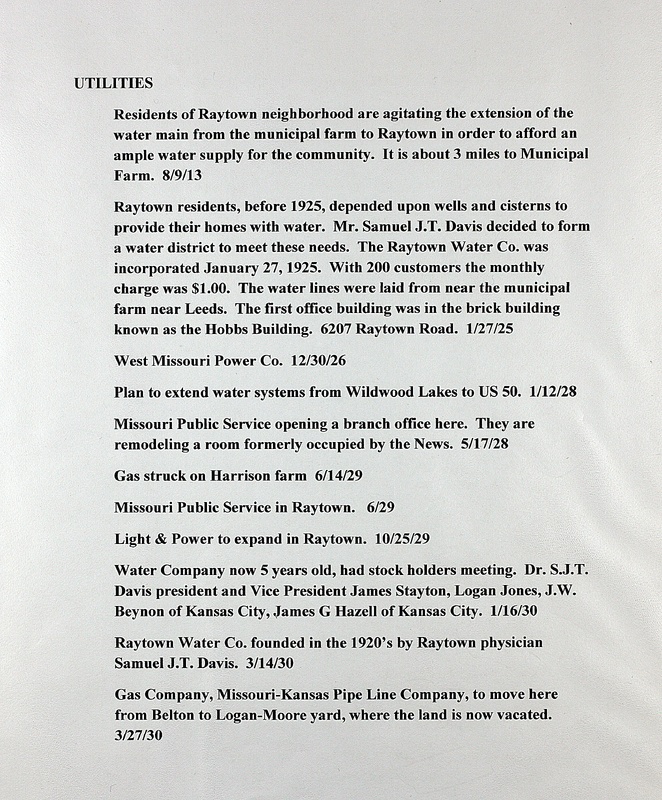 UTILITIES
Residents of Raytown neighborhood are agitating the extension of the
water main from the municipal farm to Raytown in order to afford an
ample water supply for the community.  It is about 3 miles to Municipal
Farm.  8/9/13
Raytown residents, before 1925, depended upon wells and cisterns to
provide their homes with water.  Mr. Samuel J.T. Davis decided to form
a water district to meet these needs.  The Raytown Water Co. was
incorporated January 27, 1925.  With 200 customers the monthly
charge was $1.00.  The water lines were laid from near the municipal
farm near Leeds.  The first office building was in the brick building
known as the Hobbs Building.  6207 Raytown Road.  1/27/25
West Missouri Power Co.  12/30/26
Plan to extend water systems from Wildwood Lakes to US 50.  1/12/28
Missouri Public Service opening a branch office here.  They are
remodeling a room formerly occupied by the News.  5/17/28
Gas struck on Harrison farm  6/14/29
Missouri Public Service in Raytown.   6/29
Light & Power to expand in Raytown.  10/25/29
Water Company now 5 years old, had stock holders meeting.  Dr. S.J.T.
Davis president and Vice President James Stayton, Logan Jones, J.W.
Beynon of Kansas City, James G Hazell of Kansas City.  1/16/30
Raytown Water Co. founded in the 1920's by Raytown physician
Samuel J.T. Davis.  3/14/30
Gas Company, Missouri-Kansas Pipe Line Company, to move here
from Belton to Logan-Moore yard, where the land is now vacated.
3/27/30